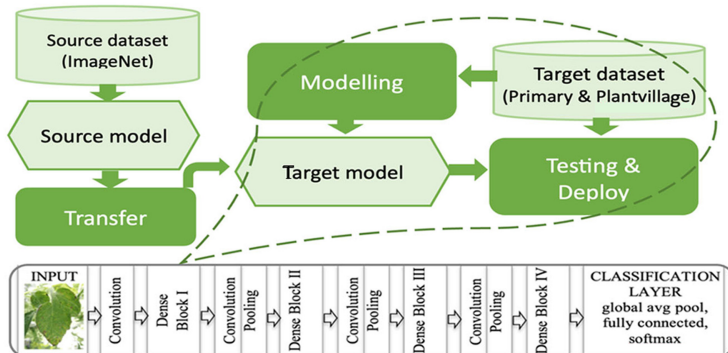 Source dataset
(ImageNet)
Source model
Transfer
Modelling
Target model
Target dataset
(Primary & Plantvillage)
Testing &
Deploy
INPUT
Convolution
Dense
Block I
Convolution
Pooling
Dense Block II
Convolution
Pooling
Dense Block III
Convolution
Pooling
Dense Block IV
CLASSIFICATION
LAYER
global avg pool,
fully connected,
softmax